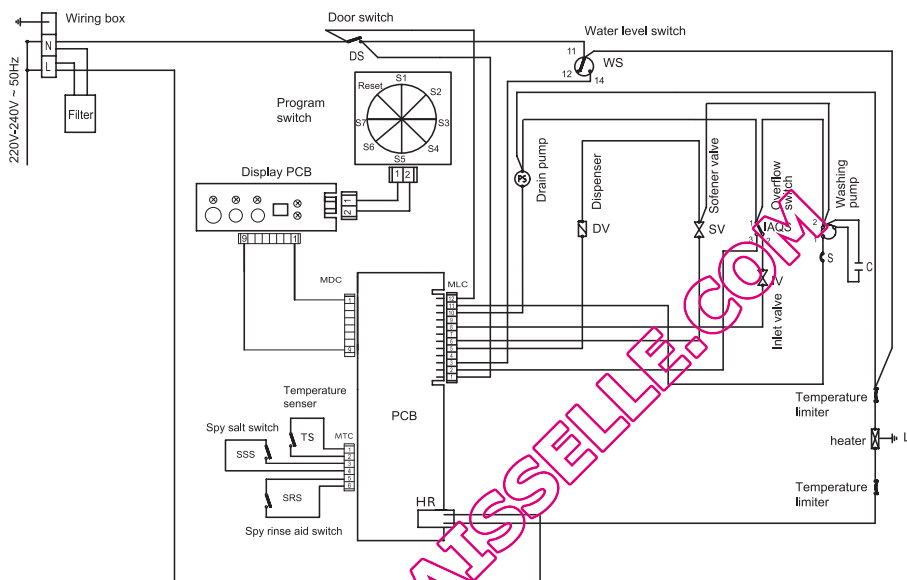 Wiring box
N
L
220V-240V ~ 50Hz
Filter
Door switch
DS
Water level switch
11
WS
12
14
Program
switch
Reset
S1
S2
S3
S4
S5
S6
S7
1 2
Display PCB
1
2
9
1
Drain pump
PS
Dispenser
DV
Sofener valve
SV
Overflow
switch
IAQS
1
3
2
Washing
pump
2
1
S
C
IV
Inlet valve
MDC
1
9
MLC
12
11
10
9
8
7
6
5
4
3
2
1
PCB
Temperature
senser
TS
MTC
1
2
3
4
5
6
Spy salt switch
SSS
SRS
Spy rinse aid switch
HR
Temperature
limiter
heater
L
Temperature
limiter
AISSELLE.COM